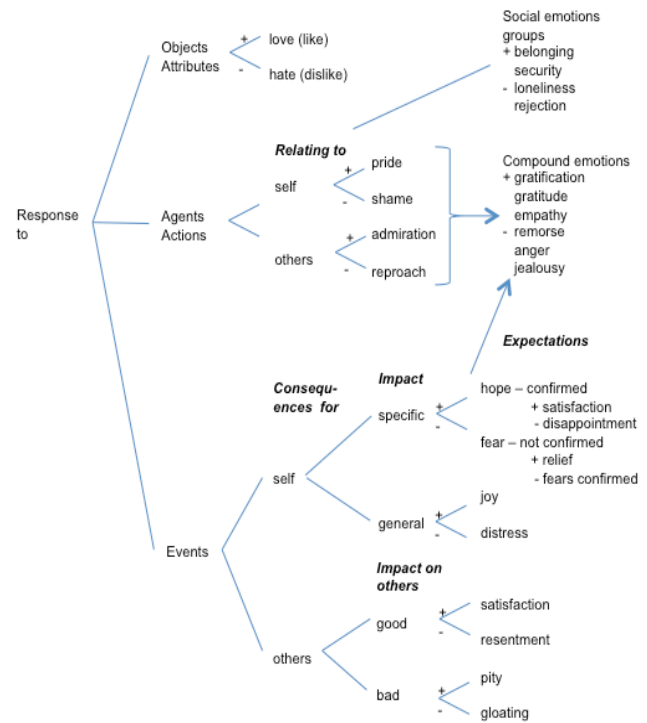 Social emotions
groups
+ belonging
security
- loneliness
rejection
Objects
Attributes
+ love (like)
- hate (dislike)
Relating to
self
+ pride
- shame
Response
to
Agents
Actions
others
+ admiration
- reproach
Compound emotions
+ gratification
gratitude
empathy
- remorse
anger
jealousy
Expectations
Consequ-
ences for
Impact
specific
+
-
hope – confirmed
+ satisfaction
- disappointment
fear – not confirmed
+ relief
- fears confirmed
self
general
+ joy
- distress
Events
Impact on
others
others
good
+ satisfaction
- resentment
bad
+ pity
- gloating